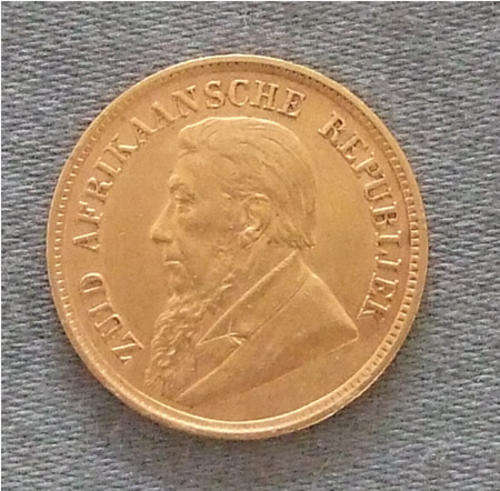 ZUID AFRIKAANSCHE REPUBLIEK